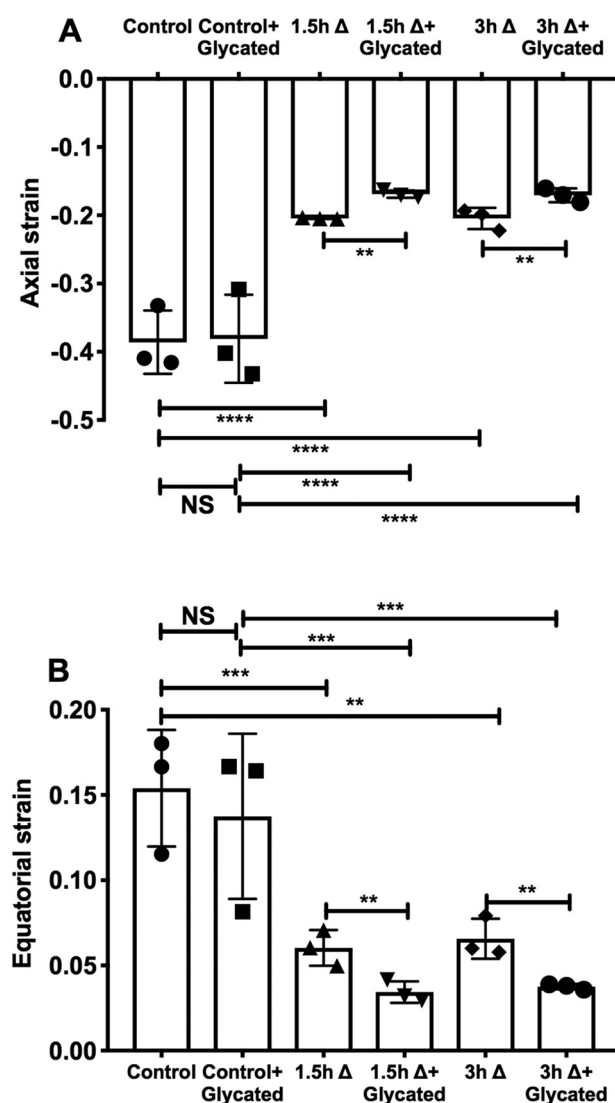 A
Control Control+ 1.5h Δ 1.5h Δ+ 3h Δ 3h Δ+
Glycated Glycated Glycated
0.0
-0.1
-0.2
-0.3
-0.4
-0.5
Axial strain
**
**
****
****
****
NS
****
NS
***
***
B
***
**
0.20
0.15
0.10
0.05
0.00
Equatorial strain
**
**
Control Control+ 1.5h Δ 1.5h Δ+ 3h Δ 3h Δ+
Glycated Glycated Glycated